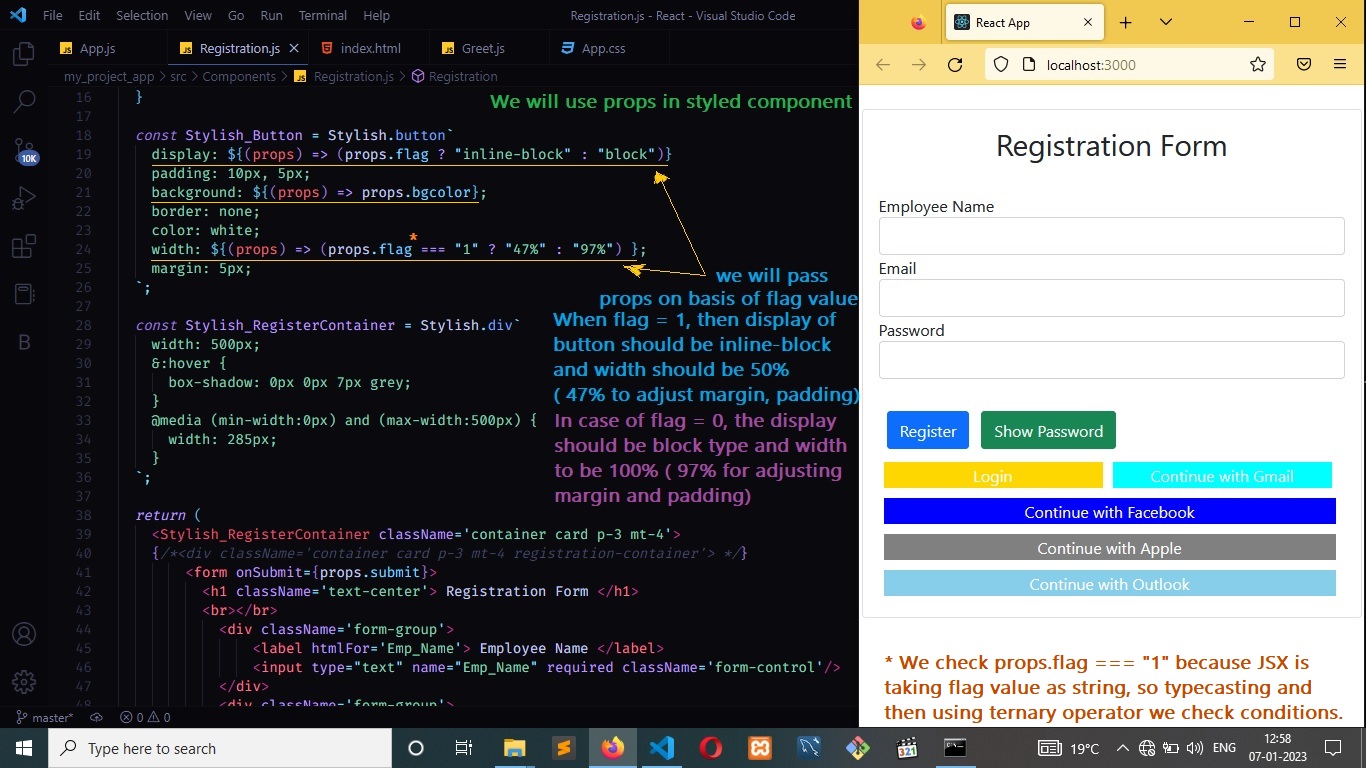 File Edit Selection View Go Run Terminal Help Registration.js - React - Visual Studio Code
App.js Registration.js index.html Greet.js App.css
my_project_app > src > Components > Registration.js > Registration
16 }
We will use props in styled component
17
18 const Stylish_Button = Stylish.button`
19 display: ${(props) => (props.flag ? "inline-block" : "block")}
20 padding: 10px, 5px;
21 background: ${(props) => props.bgcolor};
22 border: none;
23 color: white;
*
24 width: ${(props) => (props.flag === "1" ? "47%" : "97%") };
25 margin: 5px;
26 `;
we will pass
props on basis of flag value
When flag = 1, then display of
button should be inline-block
and width should be 50%
( 47% to adjust margin, padding)
In case of flag = 0, the display
should be block type and width
to be 100% ( 97% for adjusting
margin and padding)
27
28 const Stylish_RegisterContainer = Stylish.div`
29 width: 500px;
30 &:hover {
31 box-shadow: 0px 0px 7px grey;
32 }
33 @media (min-width:0px) and (max-width:500px) {
34 width: 285px;
35 }
36 `;
37
38 return (
39 <Stylish_RegisterContainer className='container card p-3 mt-4'>
40 {/*<div className='container card p-3 mt-4 registration-container'> */}
41 <form onSubmit={props.submit}>
42 <h1 className='text-center'> Registration Form </h1>
43 <br></br>
44 <div className='form-group'>
45 <label htmlFor='Emp_Name'> Employee Name </label>
46 <input type="text" name="Emp_Name" required className='form-control'/>
47 </div>
48 <div className='form-group'>
10K
B
master* 0 0
React App
localhost:3000
Registration Form
Employee Name
Email
Password
Register Show Password
Login Continue with Gmail
Continue with Facebook
Continue with Apple
Continue with Outlook
* We check props.flag === "1" because JSX is
taking flag value as string, so typecasting and
then using ternary operator we check conditions.
Type here to search
321
19°C ENG 12:58
07-01-2023